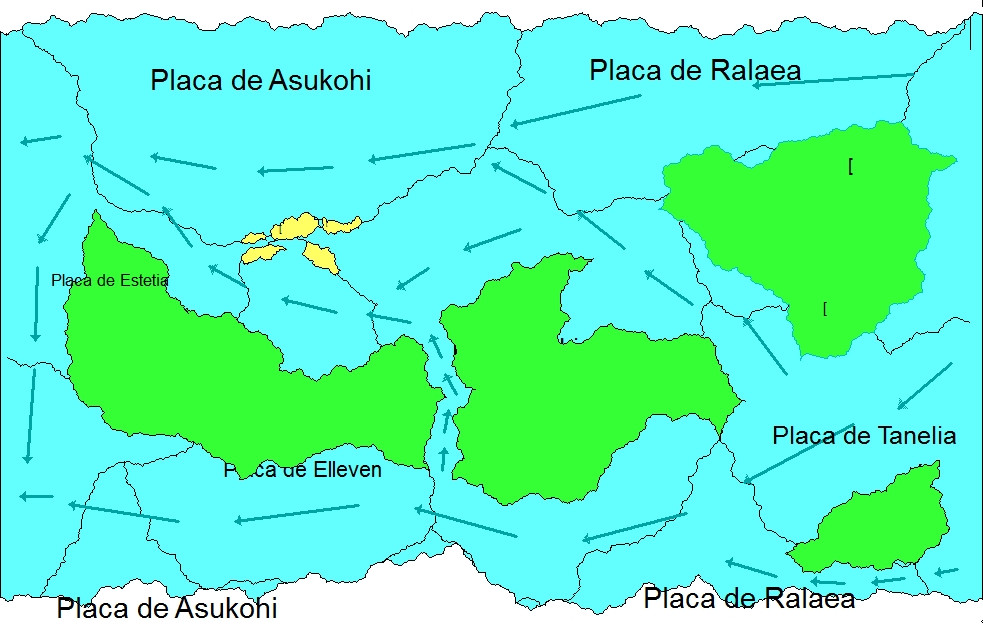 Placa de Asukohi
Placa de Ralaea
Placa de Estetia
Placa de Tanelia
Placa de Elleven
Placa de Asukohi
Placa de Ralaea